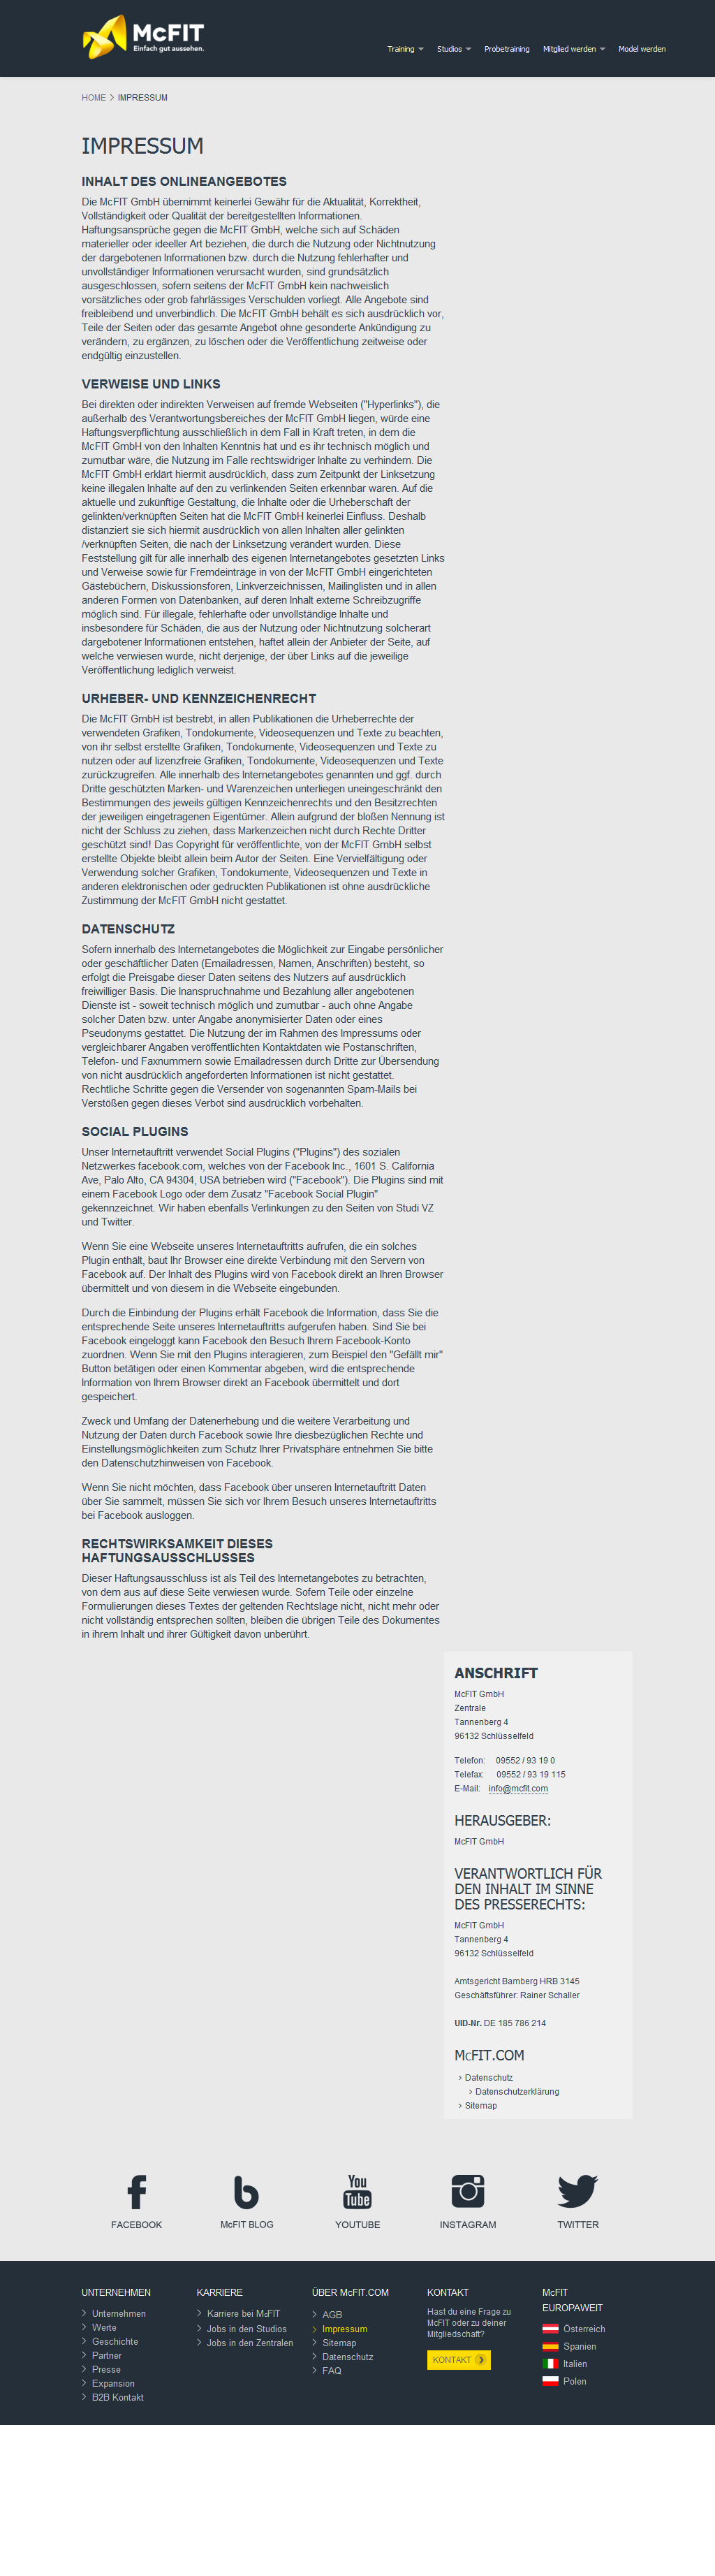 McFIT
Einfach gut aussehen.
Training
Studios
Probetraining
Mitglied werden
Model werden
HOME > IMPRESSUM
IMPRESSUM
INHALT DES ONLINEANGEBOTES
Die McFIT GmbH übernimmt keinerlei Gewähr für die Aktualität, Korrektheit,
Vollständigkeit oder Qualität der bereitgestellten Informationen.
Haftungsansprüche gegen die McFIT GmbH, welche sich auf Schäden
materieller oder ideeller Art beziehen, die durch die Nutzung oder Nichtnutzung
der dargebotenen Informationen bzw. durch die Nutzung fehlerhafter und
unvollständiger Informationen verursacht wurden, sind grundsätzlich
ausgeschlossen, sofern seitens der McFIT GmbH kein nachweislich
vorsätzliches oder grob fahrlässiges Verschulden vorliegt. Alle Angebote sind
freibleibend und unverbindlich. Die McFIT GmbH behält es sich ausdrücklich vor,
Teile der Seiten oder das gesamte Angebot ohne gesonderte Ankündigung zu
verändern, zu ergänzen, zu löschen oder die Veröffentlichung zeitweise oder
endgültig einzustellen.
VERWEISE UND LINKS
Bei direkten oder indirekten Verweisen auf fremde Webseiten ("Hyperlinks"), die
außerhalb des Verantwortungsbereiches der McFIT GmbH liegen, würde eine
Haftungsverpflichtung ausschließlich in dem Fall in Kraft treten, in dem die
McFIT GmbH von den Inhalten Kenntnis hat und es ihr technisch möglich und
zumutbar wäre, die Nutzung im Falle rechtswidriger Inhalte zu verhindern. Die
McFIT GmbH erklärt hiermit ausdrücklich, dass zum Zeitpunkt der Linksetzung
keine illegalen Inhalte auf den zu verlinkenden Seiten erkennbar waren. Auf die
aktuelle und zukünftige Gestaltung, die Inhalte oder die Urheberschaft der
gelinkten/verknüpften Seiten hat die McFIT GmbH keinerlei Einfluss. Deshalb
distanziert sie sich hiermit ausdrücklich von allen Inhalten aller gelinkten
/verknüpften Seiten, die nach der Linksetzung verändert wurden. Diese
Feststellung gilt für alle innerhalb des eigenen Internetangebotes gesetzten Links
und Verweise sowie für Fremdeinträge in von der McFIT GmbH eingerichteten
Gästebüchern, Diskussionsforen, Linkverzeichnissen, Mailinglisten und in allen
anderen Formen von Datenbanken, auf deren Inhalt externe Schreibzugriffe
möglich sind. Für illegale, fehlerhafte oder unvollständige Inhalte und
insbesondere für Schäden, die aus der Nutzung oder Nichtnutzung solcherart
dargebotener Informationen entstehen, haftet allein der Anbieter der Seite, auf
welche verwiesen wurde, nicht derjenige, der über Links auf die jeweilige
Veröffentlichung lediglich verweist.
URHEBER- UND KENNZEICHENRECHT
Die McFIT GmbH ist bestrebt, in allen Publikationen die Urheberrechte der
verwendeten Grafiken, Tondokumente, Videosequenzen und Texte zu beachten,
von ihr selbst erstellte Grafiken, Tondokumente, Videosequenzen und Texte zu
nutzen oder auf lizenzfreie Grafiken, Tondokumente, Videosequenzen und Texte
zurückzugreifen. Alle innerhalb des Internetangebotes genannten und ggf. durch
Dritte geschützten Marken- und Warenzeichen unterliegen uneingeschränkt den
Bestimmungen des jeweils gültigen Kennzeichenrechts und den Besitzrechten
der jeweiligen eingetragenen Eigentümer. Allein aufgrund der bloßen Nennung ist
nicht der Schluss zu ziehen, dass Markenzeichen nicht durch Rechte Dritter
geschützt sind! Das Copyright für veröffentlichte, von der McFIT GmbH selbst
erstellte Objekte bleibt allein beim Autor der Seiten. Eine Vervielfältigung oder
Verwendung solcher Grafiken, Tondokumente, Videosequenzen und Texte in
anderen elektronischen oder gedruckten Publikationen ist ohne ausdrückliche
Zustimmung der McFIT GmbH nicht gestattet.
DATENSCHUTZ
Sofern innerhalb des Internetangebotes die Möglichkeit zur Eingabe persönlicher
oder geschäftlicher Daten (Emailadressen, Namen, Anschriften) besteht, so
erfolgt die Preisgabe dieser Daten seitens des Nutzers auf ausdrücklich
freiwilliger Basis. Die Inanspruchnahme und Bezahlung aller angebotenen
Dienste ist - soweit technisch möglich und zumutbar - auch ohne Angabe
solcher Daten bzw. unter Angabe anonymisierter Daten oder eines
Pseudonyms gestattet. Die Nutzung der im Rahmen des Impressums oder
vergleichbarer Angaben veröffentlichten Kontaktdaten wie Postanschriften,
Telefon- und Faxnummern sowie Emailadressen durch Dritte zur Übersendung
von nicht ausdrücklich angeforderten Informationen ist nicht gestattet.
Rechtliche Schritte gegen die Versender von sogenannten Spam-Mails bei
Verstößen gegen dieses Verbot sind ausdrücklich vorbehalten.
SOCIAL PLUGINS
Unser Internetauftritt verwendet Social Plugins ("Plugins") des sozialen
Netzwerkes facebook.com, welches von der Facebook Inc., 1601 S. California
Ave, Palo Alto, CA 94304, USA betrieben wird ("Facebook"). Die Plugins sind mit
einem Facebook Logo oder dem Zusatz "Facebook Social Plugin"
gekennzeichnet. Wir haben ebenfalls Verlinkungen zu den Seiten von Studi VZ
und Twitter.
Wenn Sie eine Webseite unseres Internetauftritts aufrufen, die ein solches
Plugin enthält, baut Ihr Browser eine direkte Verbindung mit den Servern von
Facebook auf. Der Inhalt des Plugins wird von Facebook direkt an Ihren Browser
übermittelt und von diesem in die Webseite eingebunden.
Durch die Einbindung der Plugins erhält Facebook die Information, dass Sie die
entsprechende Seite unseres Internetauftritts aufgerufen haben. Sind Sie bei
Facebook eingeloggt kann Facebook den Besuch Ihrem Facebook-Konto
zuordnen. Wenn Sie mit den Plugins interagieren, zum Beispiel den "Gefällt mir"
Button betätigen oder einen Kommentar abgeben, wird die entsprechende
Information von Ihrem Browser direkt an Facebook übermittelt und dort
gespeichert.
Zweck und Umfang der Datenerhebung und die weitere Verarbeitung und
Nutzung der Daten durch Facebook sowie Ihre diesbezüglichen Rechte und
Einstellungsmöglichkeiten zum Schutz Ihrer Privatsphäre entnehmen Sie bitte
den Datenschutzhinweisen von Facebook.
Wenn Sie nicht möchten, dass Facebook über unseren Internetauftritt Daten
über Sie sammelt, müssen Sie sich vor Ihrem Besuch unseres Internetauftritts
bei Facebook ausloggen.
RECHTSWIRKSAMKEIT DIESES
HAFTUNGSAUSSCHLUSSES
Dieser Haftungsausschluss ist als Teil des Internetangebotes zu betrachten,
von dem aus auf diese Seite verwiesen wurde. Sofern Teile oder einzelne
Formulierungen dieses Textes der geltenden Rechtslage nicht, nicht mehr oder
nicht vollständig entsprechen sollten, bleiben die übrigen Teile des Dokumentes
in ihrem Inhalt und ihrer Gültigkeit davon unberührt.
ANSCHRIFT
McFIT GmbH
Zentrale
Tannenberg 4
96132 Schlüsselfeld
Telefon: 09552 / 93 19 0
Telefax: 09552 / 93 19 115
E-Mail: info@mcfit.com
HERAUSGEBER:
McFIT GmbH
VERANTWORTLICH FÜR
DEN INHALT IM SINNE
DES PRESSERECHTS:
McFIT GmbH
Tannenberg 4
96132 Schlüsselfeld
Amtsgericht Bamberg HRB 3145
Geschäftsführer: Rainer Schaller
UID-Nr. DE 185 786 214
McFIT.COM
Datenschutz
Datenschutzerklärung
Sitemap
You
Tube
FACEBOOK
McFIT BLOG
YOUTUBE
INSTAGRAM
TWITTER
UNTERNEHMEN
Unternehmen
Werte
Geschichte
Partner
Presse
Expansion
B2B Kontakt
KARRIERE
Karriere bei McFIT
Jobs in den Studios
Jobs in den Zentralen
ÜBER McFIT.COM
AGB
Impressum
Sitemap
Datenschutz
FAQ
KONTAKT
Hast du eine Frage zu
McFIT oder zu deiner
Mitgliedschaft?
KONTAKT
McFIT
EUROPAWEIT
Österreich
Spanien
Italien
Polen